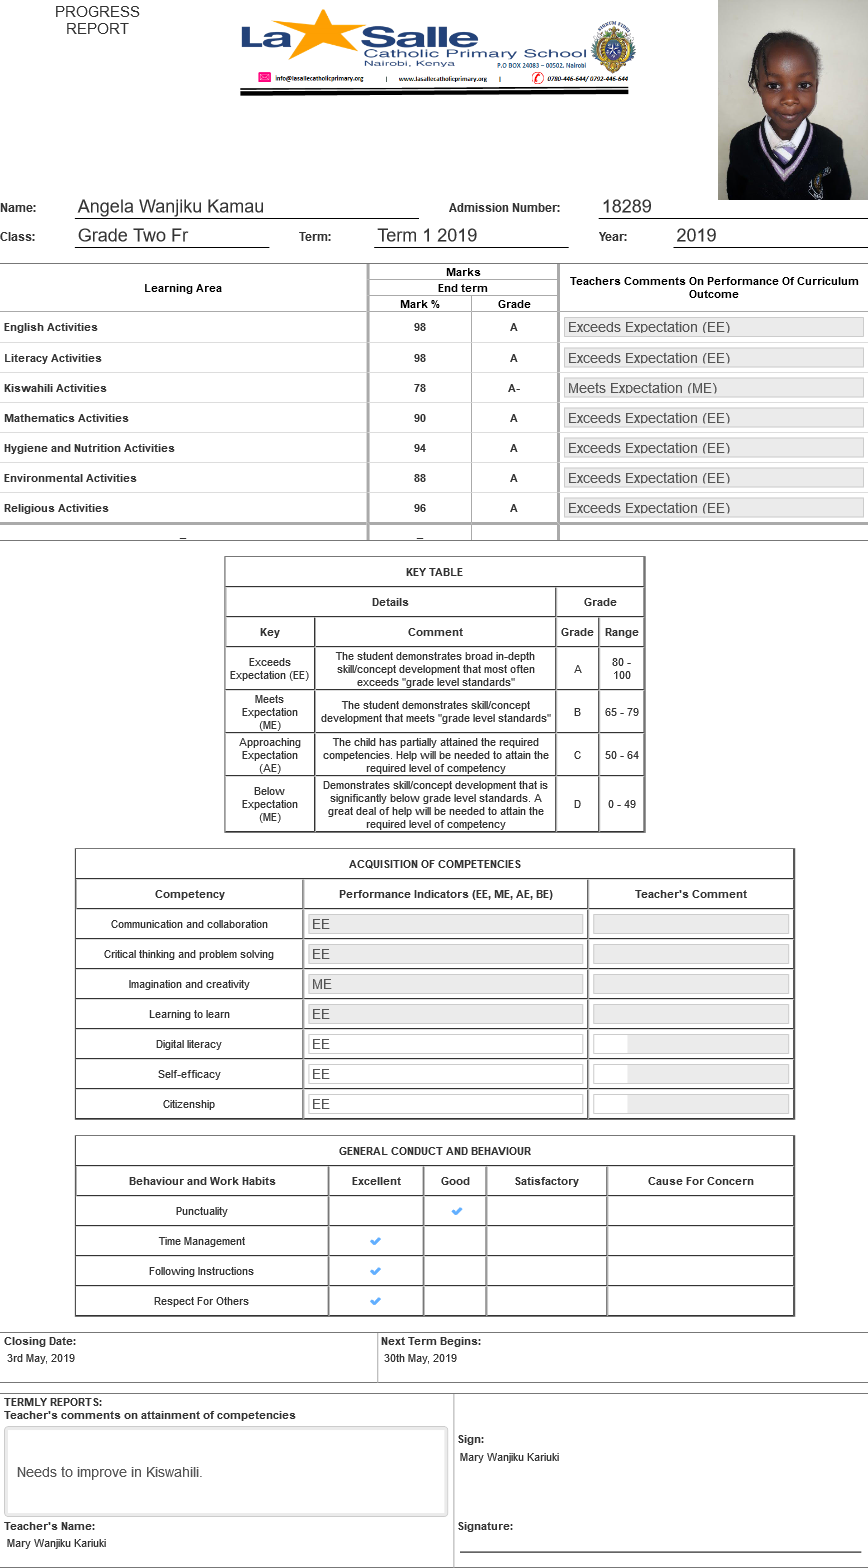 PROGRESS
REPORT
La Salle
Catholic Primary School
Nairobi, Kenya
P.O BOX 24083 – 00502, Nairobi
info@lasallecatholicprimary.org | www.lasallecatholicprimary.org | 0780-446-644/ 0792-446-644
Name: Angela Wanjiku Kamau Admission Number: 18289
Class: Grade Two Fr Term: Term 1 2019 Year: 2019
Learning Area Marks Teachers Comments On Performance Of Curriculum Outcome
End term
Mark % Grade
English Activities 98 A Exceeds Expectation (EE)
Literacy Activities 98 A Exceeds Expectation (EE)
Kiswahili Activities 78 A- Meets Expectation (ME)
Mathematics Activities 90 A Exceeds Expectation (EE)
Hygiene and Nutrition Activities 94 A Exceeds Expectation (EE)
Environmental Activities 88 A Exceeds Expectation (EE)
Religious Activities 96 A Exceeds Expectation (EE)
_ _
KEY TABLE
Details Grade
Key Comment Grade Range
Exceeds Expectation (EE) The student demonstrates broad in-depth skill/concept development that most often exceeds "grade level standards" A 80 - 100
Meets Expectation (ME) The student demonstrates skill/concept development that meets "grade level standards" B 65 - 79
Approaching Expectation (AE) The child has partially attained the required competencies. Help will be needed to attain the required level of competency C 50 - 64
Below Expectation (ME) Demonstrates skill/concept development that is significantly below grade level standards. A great deal of help will be needed to attain the required level of competency D 0 - 49
ACQUISITION OF COMPETENCIES
Competency Performance Indicators (EE, ME, AE, BE) Teacher's Comment
Communication and collaboration EE
Critical thinking and problem solving EE
Imagination and creativity ME
Learning to learn EE
Digital literacy EE
Self-efficacy EE
Citizenship EE
GENERAL CONDUCT AND BEHAVIOUR
Behaviour and Work Habits Excellent Good Satisfactory Cause For Concern
Punctuality ✓
Time Management ✓
Following Instructions ✓
Respect For Others ✓
Closing Date: Next Term Begins:
3rd May, 2019 30th May, 2019
TERMLY REPORTS:
Teacher's comments on attainment of competencies
Needs to improve in Kiswahili.
Sign:
Mary Wanjiku Kariuki
Teacher's Name: Signature:
Mary Wanjiku Kariuki